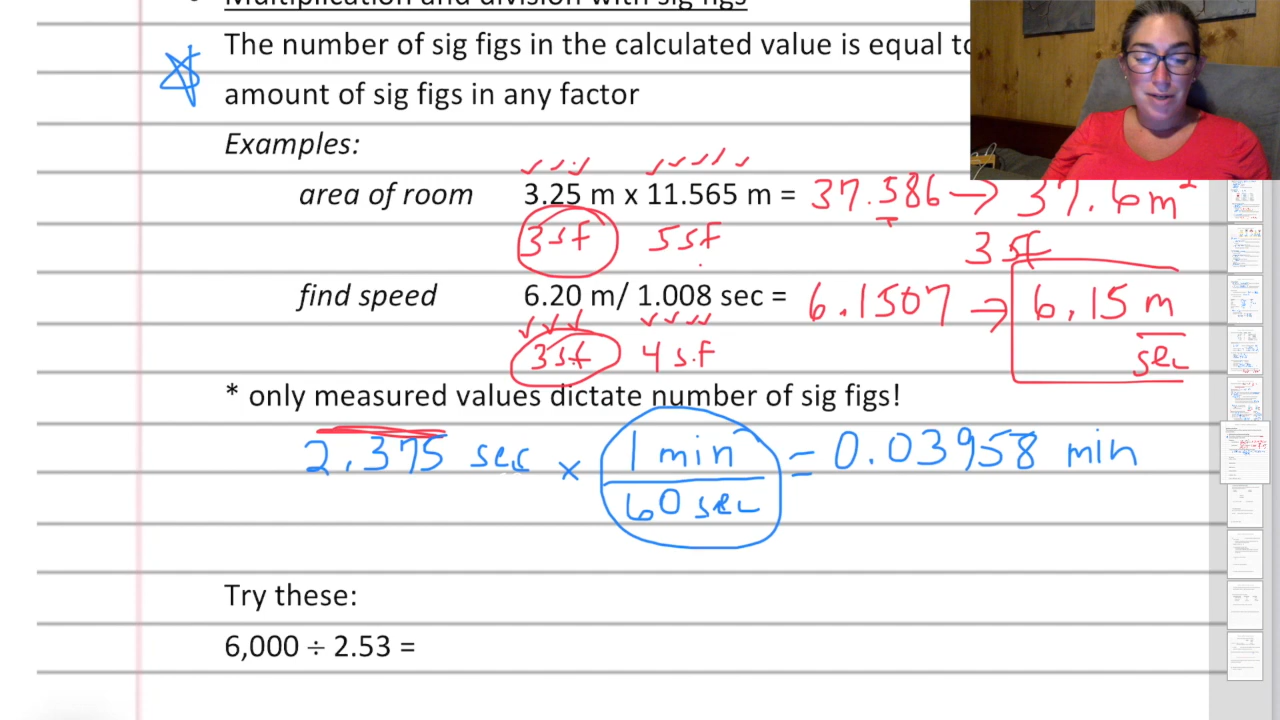 Multiplication and division with sig figs
The number of sig figs in the calculated value is equal to
amount of sig figs in any factor
Examples:
area of room 3.25 m x 11.565 m = 37.586 → 37.6 m²
3 sf 5 sf 3 sf
find speed 6.20 m/ 1.008 sec = 6.1507 → 6.15 m
3 sf 4 s.f sec
* only measured values dictate number of sig figs!
2.375 sec × 1 min = 0.03958 min
60 sec
Try these:
6,000 ÷ 2.53 =